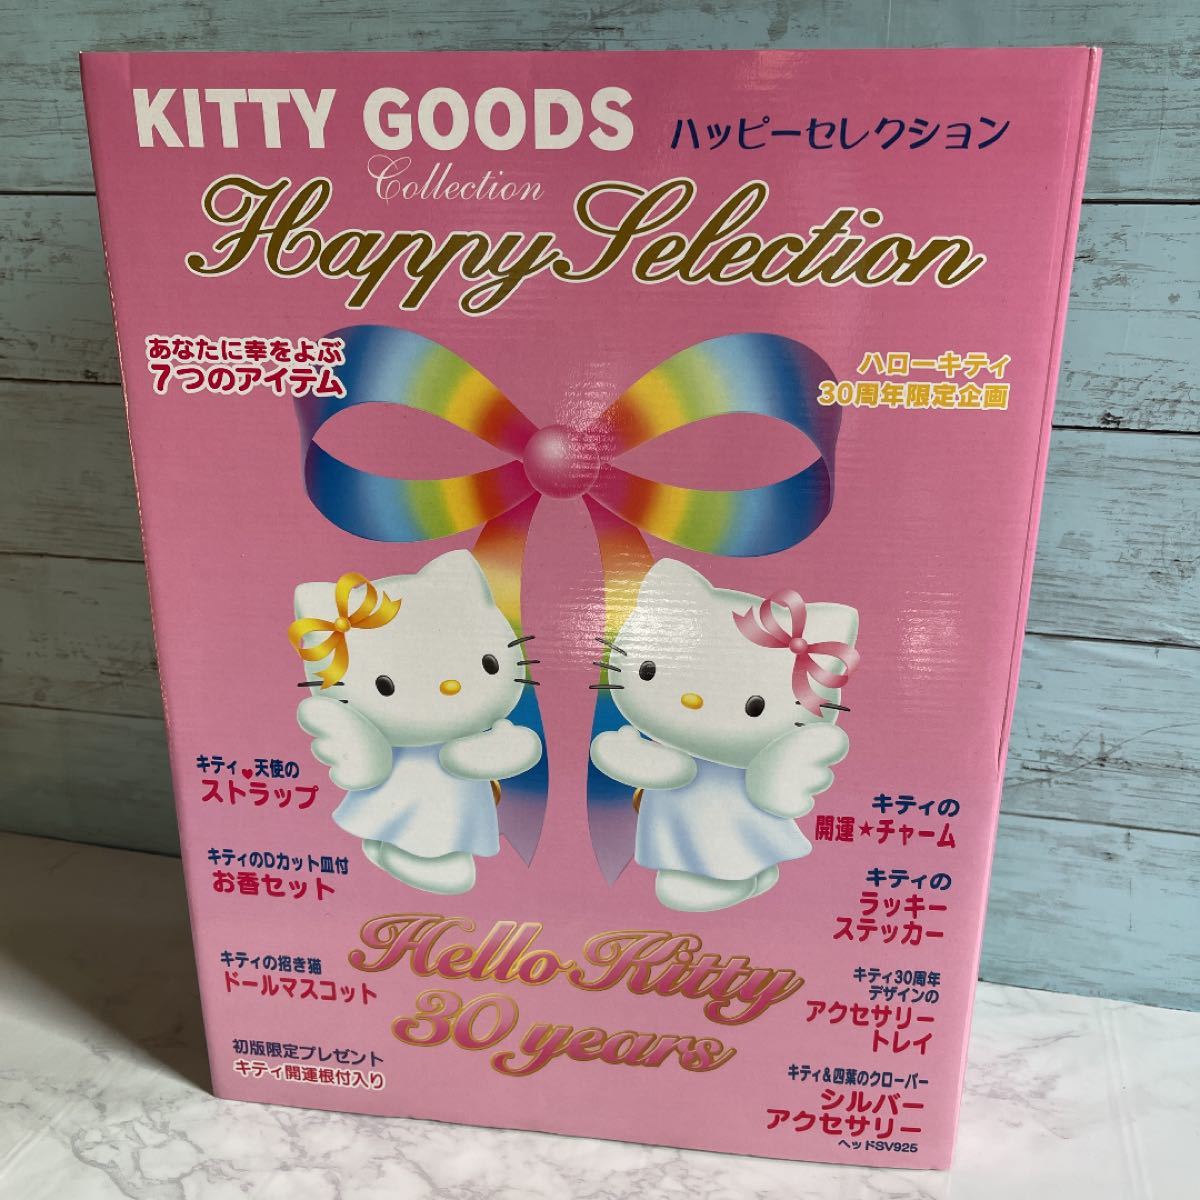 KITTY GOODS
Collection
ハッピーセレクション
Happy Selection
あなたに幸をよぶ
7つのアイテム
ハローキティ
30周年限定企画
キティ♥天使の
ストラップ
キティのDカット皿付
お香セット
キティの招き猫
ドールマスコット
初版限定プレゼント
キティ開運根付入り
キティの
開運★チャーム
キティの
ラッキー
ステッカー
キティ30周年
デザインの
アクセサリー
トレイ
キティ&四葉のクローバー
シルバー
アクセサリー
ヘッドSV925
Hello Kitty
30 years